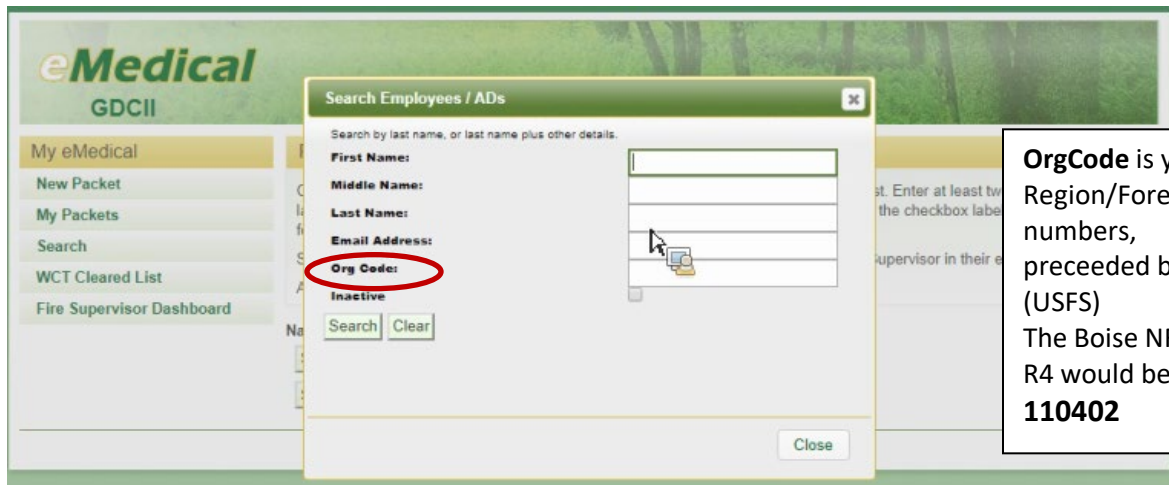 eMedical
GDCII
My eMedical
New Packet
My Packets
Search
WCT Cleared List
Fire Supervisor Dashboard
Search Employees / ADs
Search by last name, or last name plus other details.
First Name:
Middle Name:
Last Name:
Email Address:
Org Code:
Inactive
Search Clear
Close
st. Enter at least tw
the checkbox labe
upervisor in their e
Na
OrgCode is y
Region/Fore
numbers,
preceeded b
(USFS)
The Boise N
R4 would be
110402